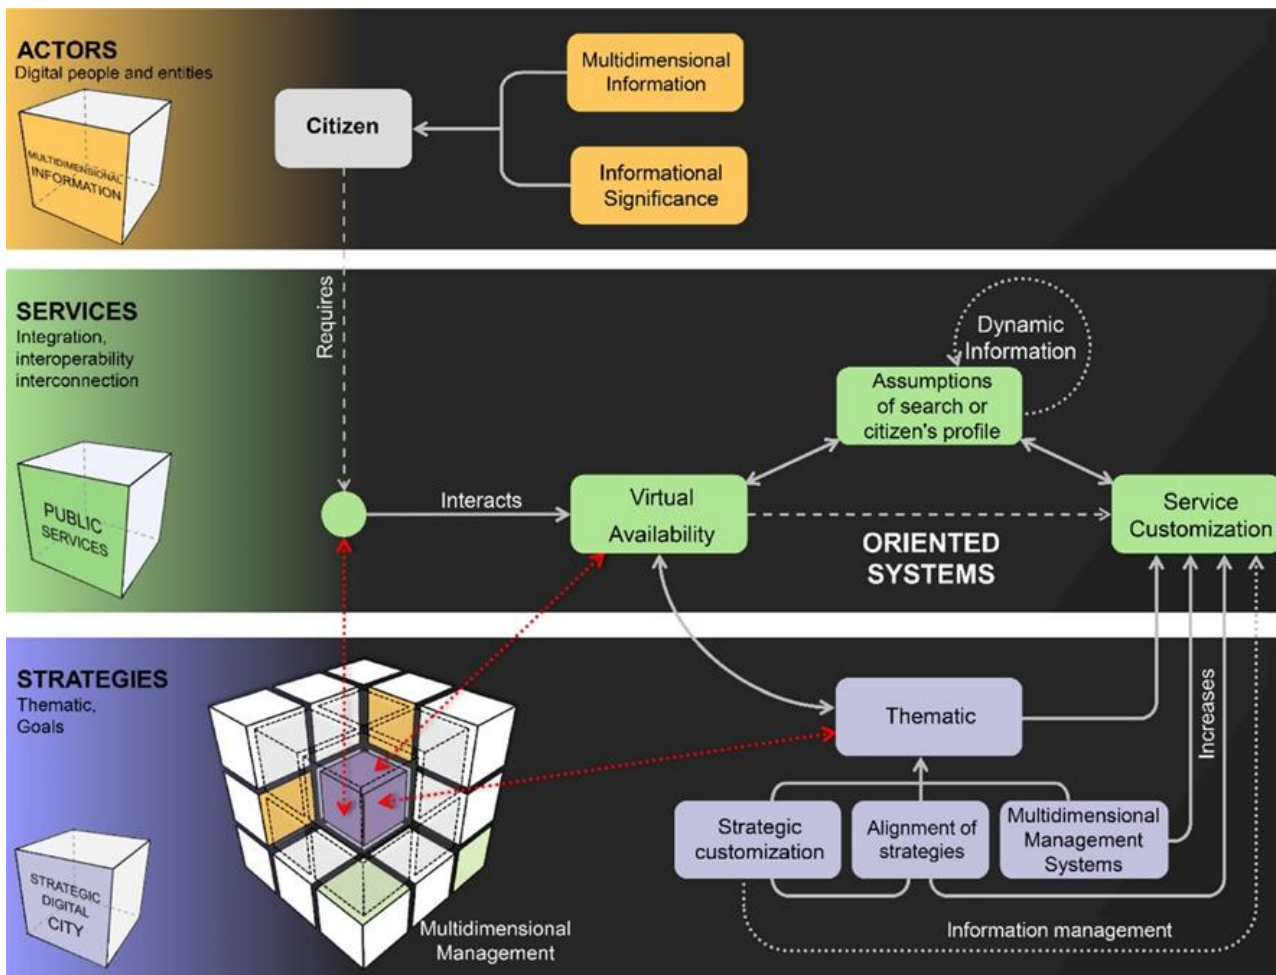 ACTORS
Digital people and entities
MULTIDIMENSIONAL
INFORMATION
Citizen
Multidimensional
Information
Informational
Significance
Requires
SERVICES
Integration,
interoperability
interconnection
PUBLIC
SERVICES
Interacts
Virtual
Availability
Dynamic
Information
Assumptions
of search or
citizen's profile
Service
Customization
ORIENTED
SYSTEMS
STRATEGIES
Thematic,
Goals
STRATEGIC
DIGITAL
CITY
Multidimensional
Management
Thematic
Increases
Strategic
customization
Alignment of
strategies
Multidimensional
Management
Systems
Information management